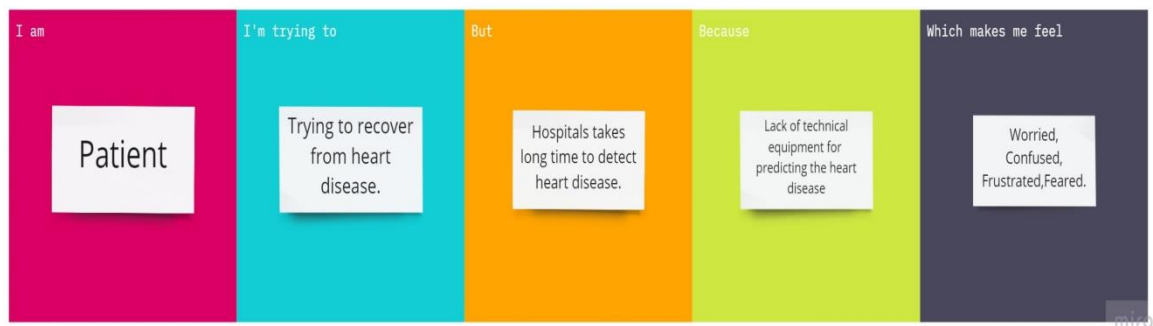 I am
Patient
I'm trying to
Trying to recover
from heart
disease.
But
Hospitals takes
long time to detect
heart disease.
Because
Lack of technical
equipment for
predicting the heart
disease
Which makes me feel
Worried,
Confused,
Frustrated,Feared.
miro